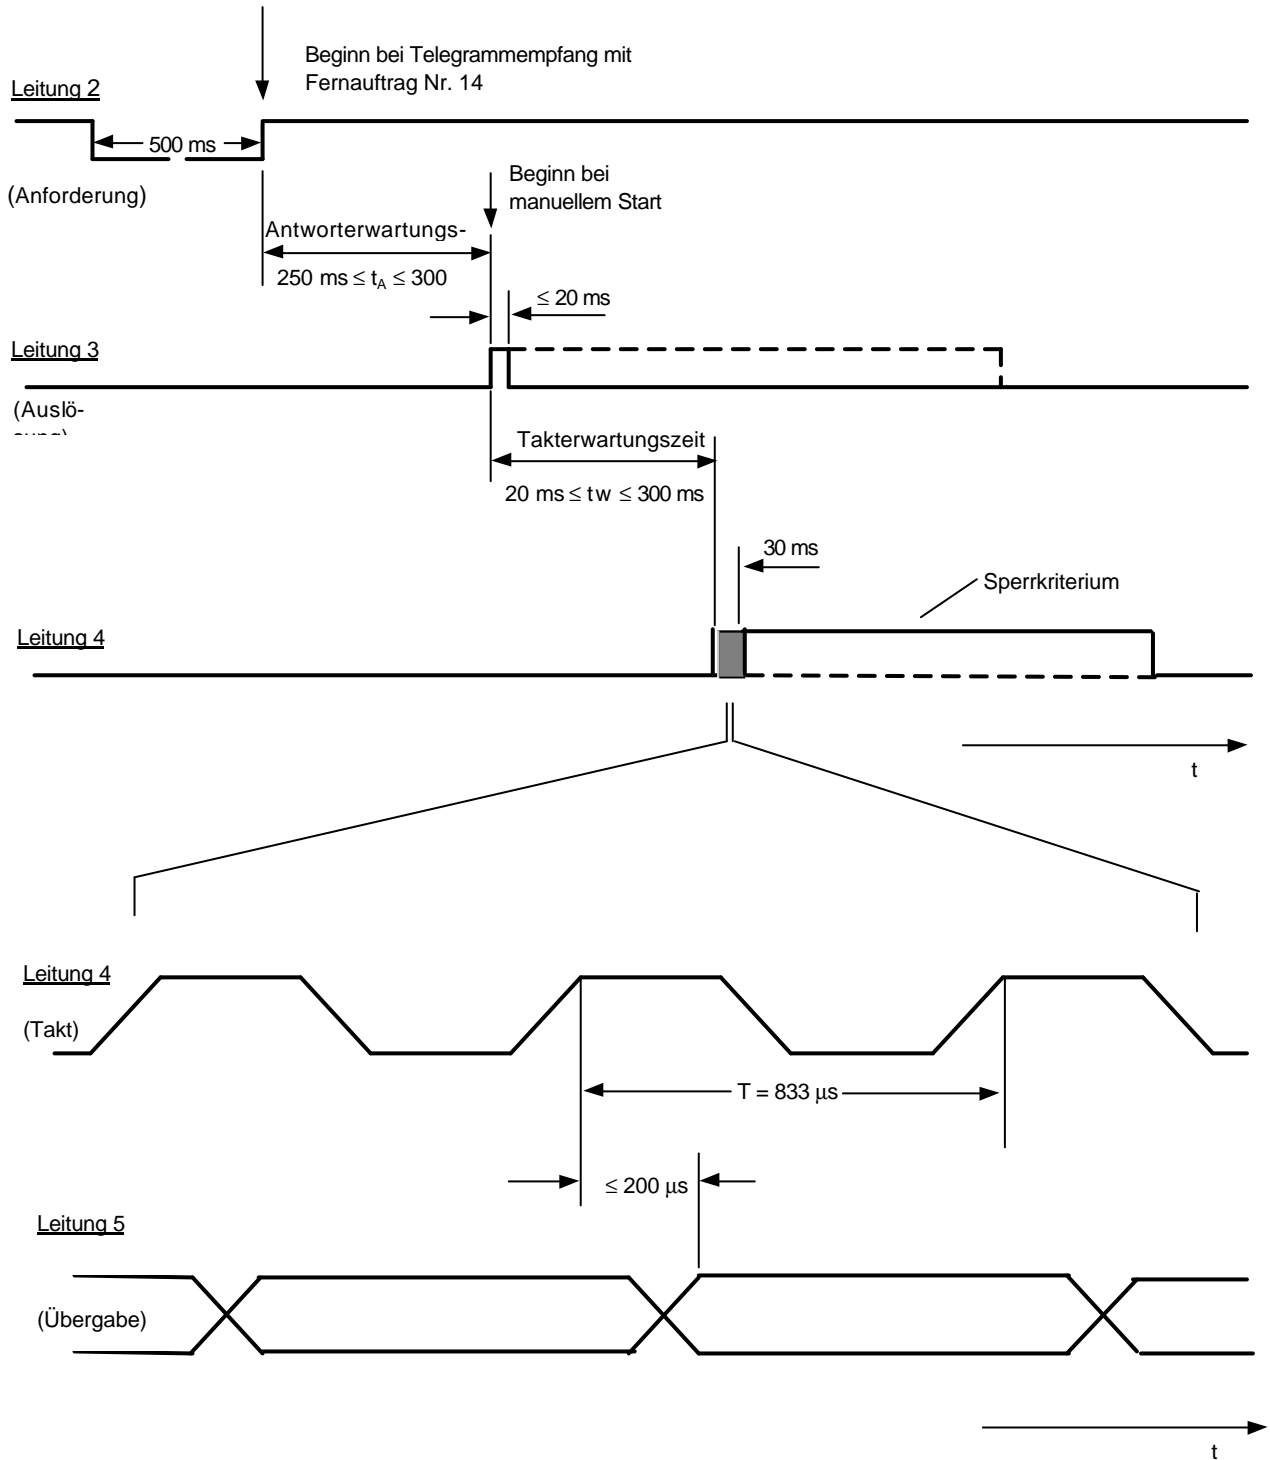 Beginn bei Telegrammempfang mit
Fernauftrag Nr. 14
Leitung 2
500 ms
(Anforderung)
Beginn bei
manuellem Start
Antworterwartungs-
250 ms ≤ t_A ≤ 300
≤ 20 ms
Leitung 3
(Auslö-
Takterwartungszeit
20 ms ≤ tw ≤ 300 ms
30 ms
Sperrkriterium
Leitung 4
t
Leitung 4
(Takt)
T = 833 µs
≤ 200 µs
Leitung 5
(Übergabe)
t